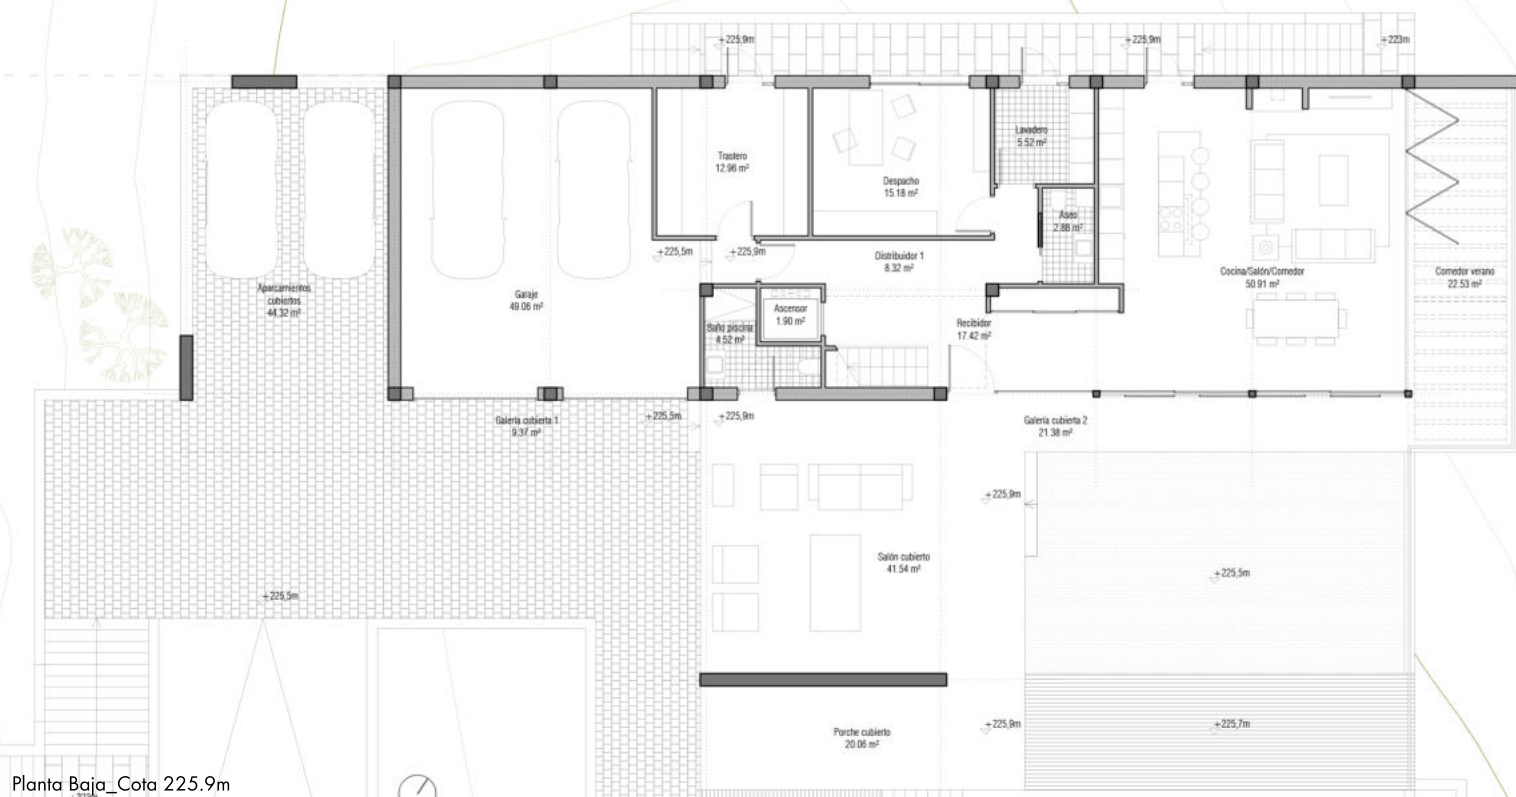 +225,9m
+225,9m
+223m
Lavadero
5.52 m²
Trastero
12.96 m²
Despacho
15.18 m²
Aseo
2.88 m²
+225,5m
+225,9m
Distribuidor 1
8.32 m²
Cocina/Salón/Comedor
50.91 m²
Comedor verano
22.53 m²
Aparcamientos
cubiertos
44.32 m²
Garaje
49.06 m²
Ascensor
1.90 m²
Baño piscina
4.52 m²
Recibidor
17.42 m²
Galería cubierta 1
9.37 m²
+225,5m
+225,9m
Galería cubierta 2
21.38 m²
+225,9m
Salón cubierto
41.54 m²
+225,5m
+225,5m
+225,9m
+225,7m
Porche cubierto
20.06 m²
Planta Baja_Cota 225.9m